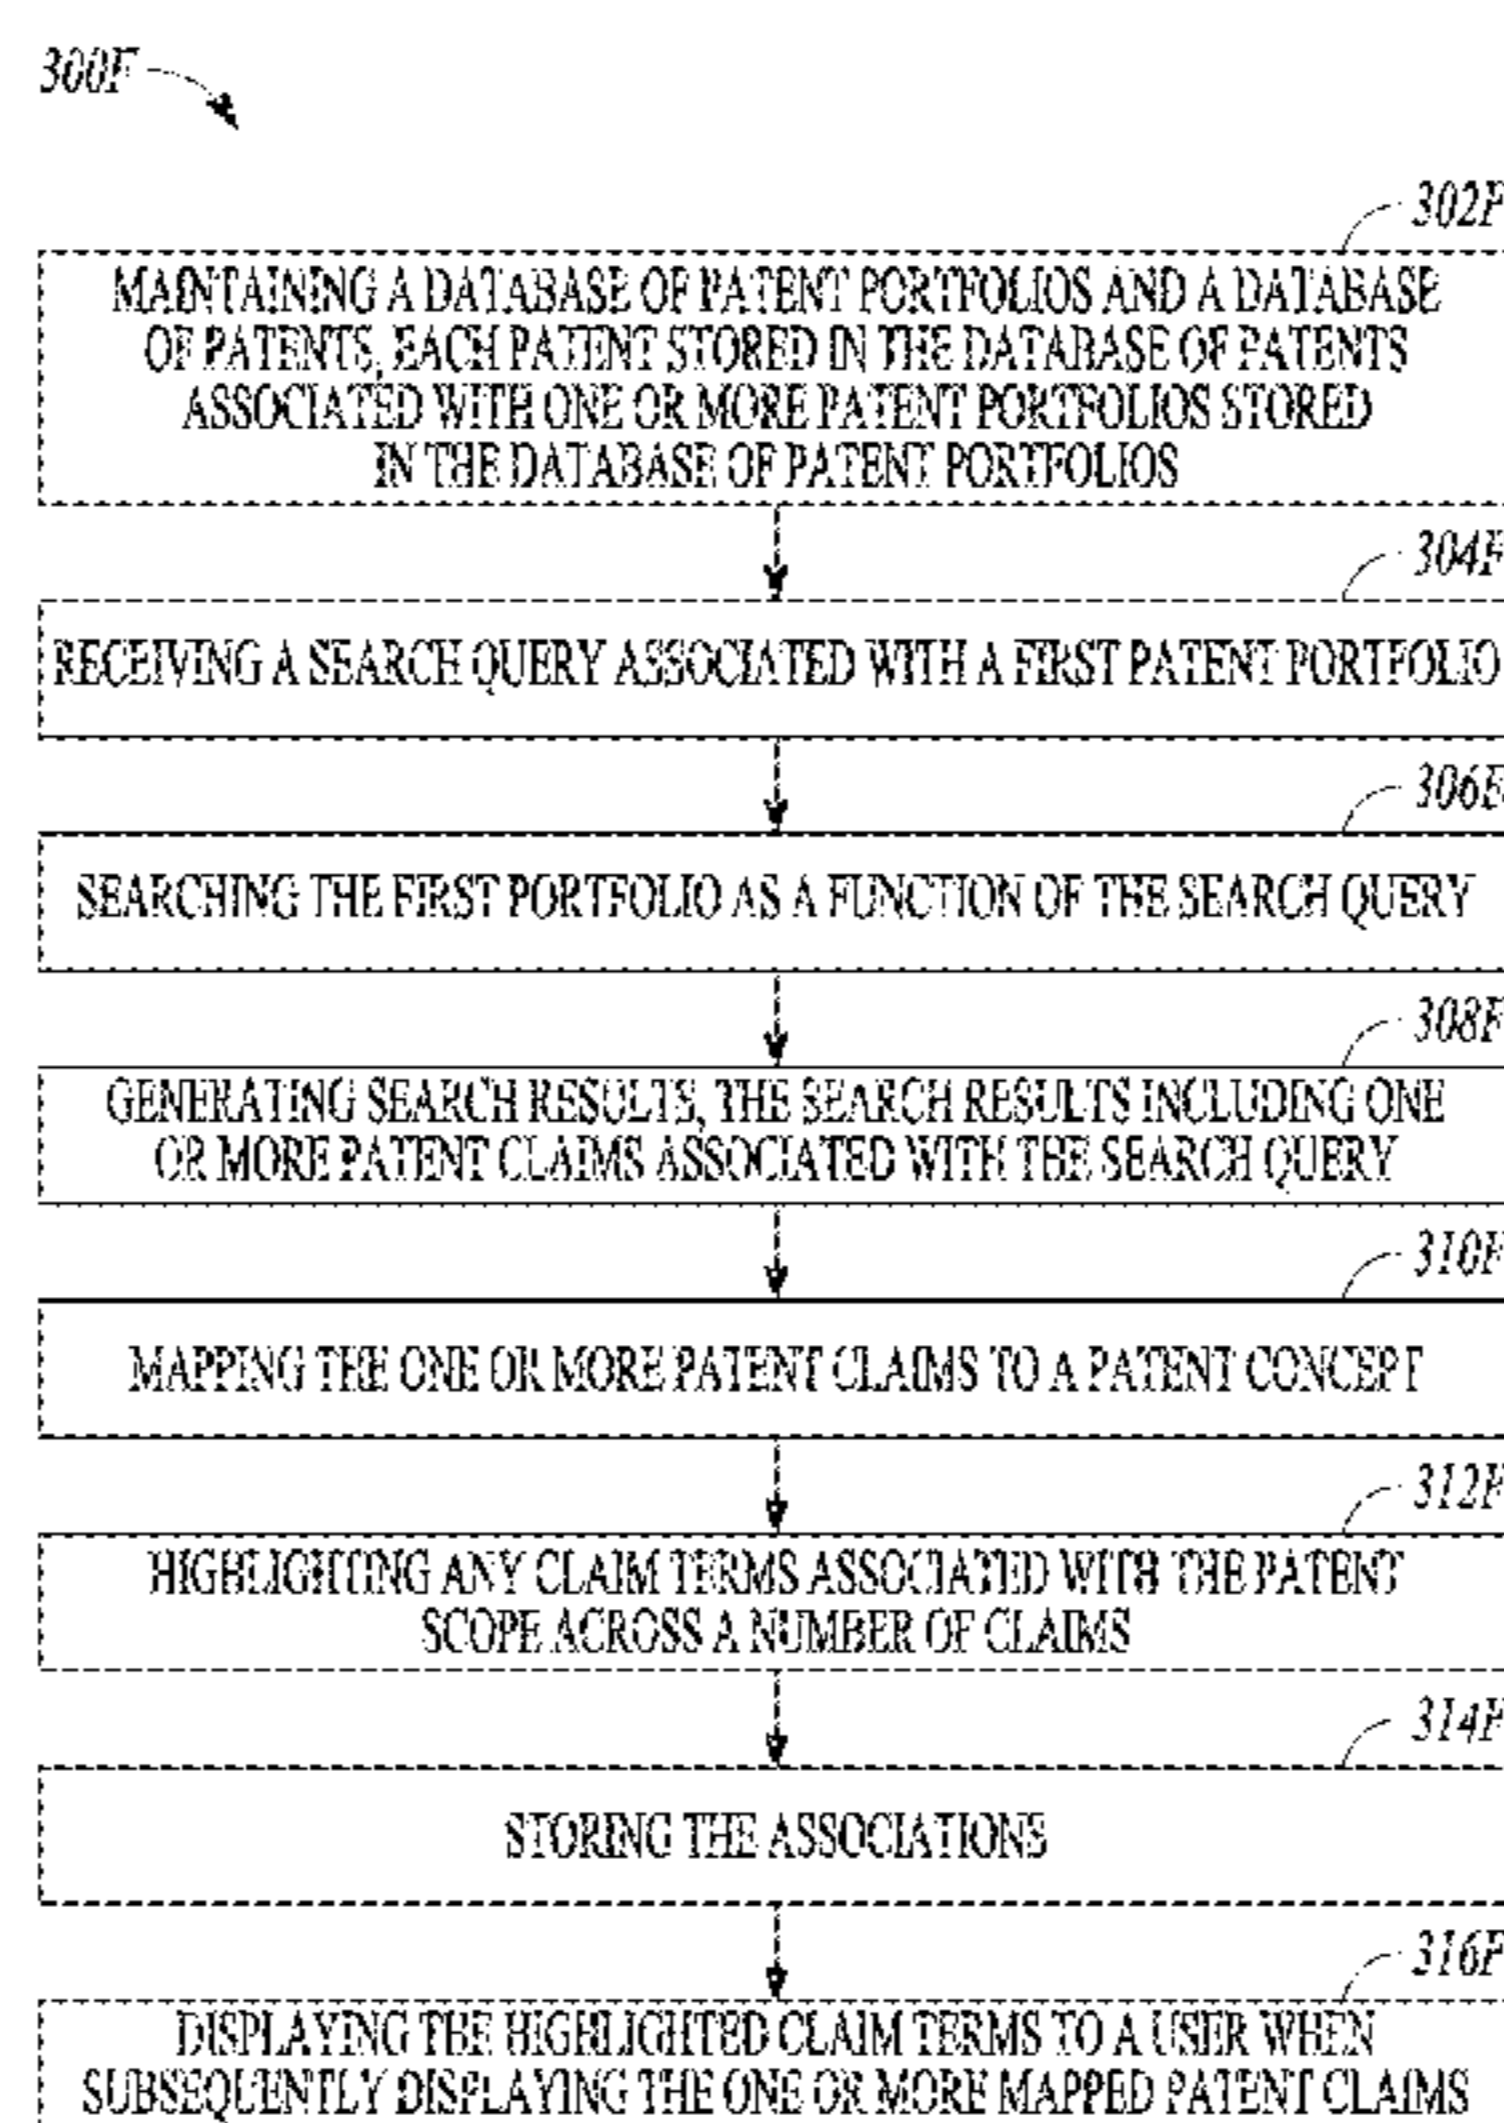 300F
302F
MAINTAINING A DATABASE OF PATENT PORTFOLIOS AND A DATABASE
OF PATENTS, EACH PATENT STORED IN THE DATABASE OF PATENTS
ASSOCIATED WITH ONE OR MORE PATENT PORTFOLIOS STORED
IN THE DATABASE OF PATENT PORTFOLIOS
304F
RECEIVING A SEARCH QUERY ASSOCIATED WITH A FIRST PATENT PORTFOLIO
306F
SEARCHING THE FIRST PORTFOLIO AS A FUNCTION OF THE SEARCH QUERY
308F
GENERATING SEARCH RESULTS, THE SEARCH RESULTS INCLUDING ONE
OR MORE PATENT CLAIMS ASSOCIATED WITH THE SEARCH QUERY
310F
MAPPING THE ONE OR MORE PATENT CLAIMS TO A PATENT CONCEPT
312F
HIGHLIGHTING ANY CLAIM TERMS ASSOCIATED WITH THE PATENT
SCOPE ACROSS A NUMBER OF CLAIMS
314F
STORING THE ASSOCIATIONS
316F
DISPLAYING THE HIGHLIGHTED CLAIM TERMS TO A USER WHEN
SUBSEQUENTLY DISPLAYING THE ONE OR MORE MAPPED PATENT CLAIMS